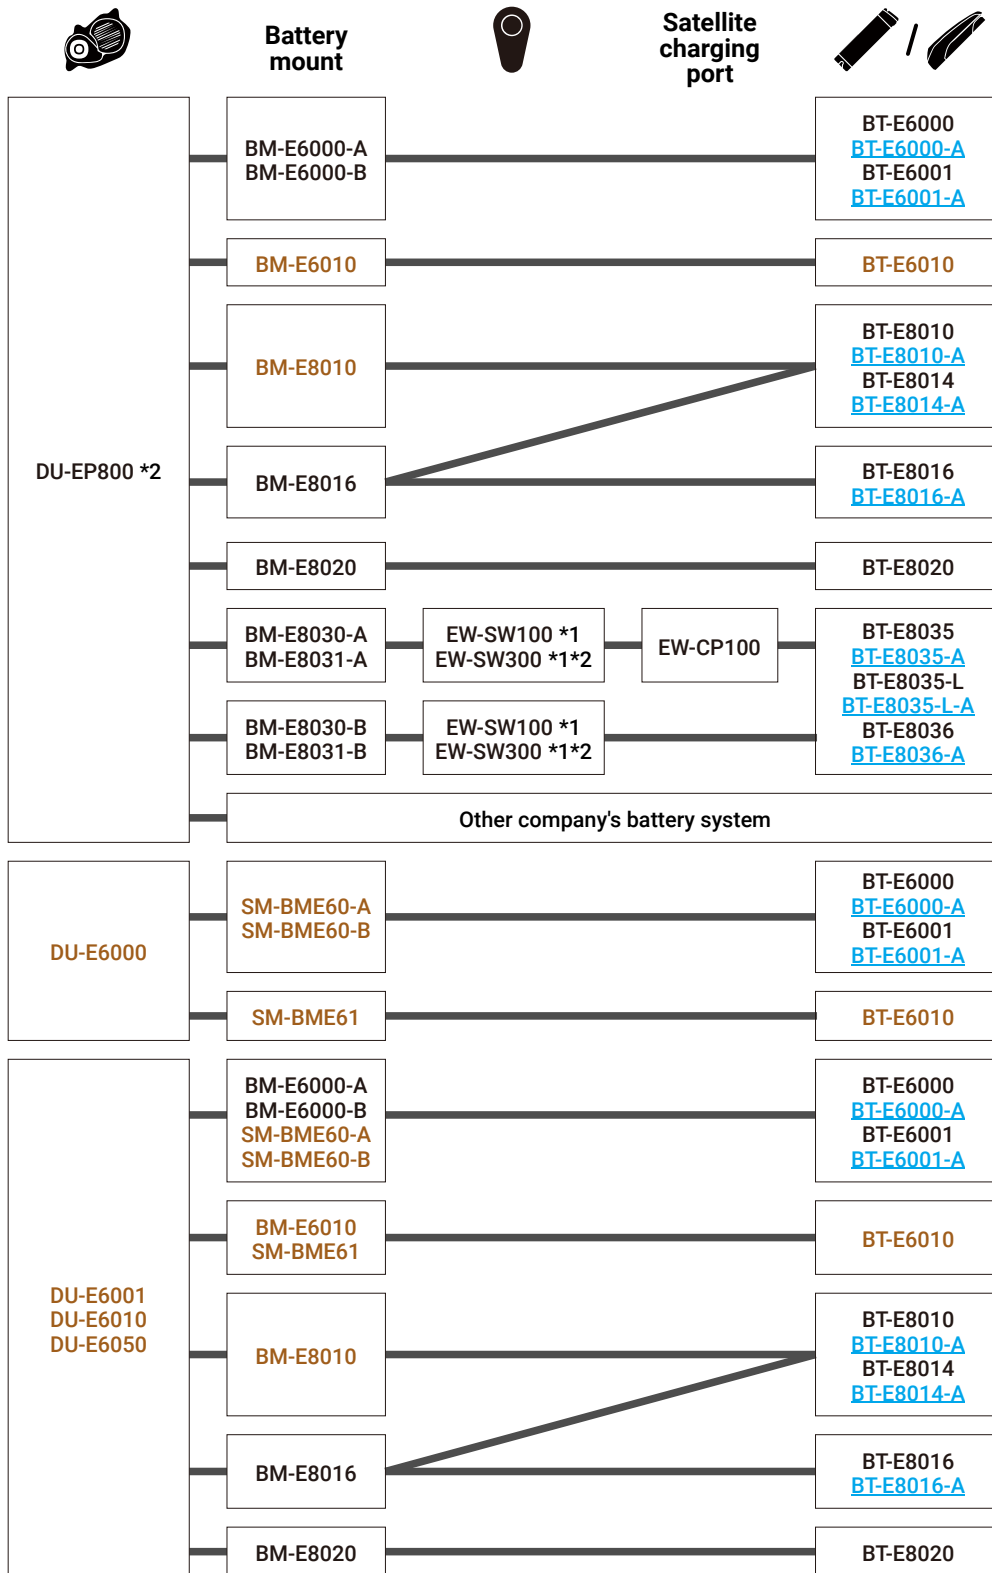 Battery
mount
Satellite
charging
port
DU-EP800 *2
BM-E6000-A
BM-E6000-B
BT-E6000
BT-E6000-A
BT-E6001
BT-E6001-A
BM-E6010
BT-E6010
BM-E8010
BT-E8010
BT-E8010-A
BT-E8014
BT-E8014-A
BM-E8016
BT-E8016
BT-E8016-A
BM-E8020
BT-E8020
BM-E8030-A
BM-E8031-A
EW-SW100 *1
EW-SW300 *1*2
EW-CP100
BT-E8035
BT-E8035-A
BT-E8035-L
BT-E8035-L-A
BT-E8036
BT-E8036-A
BM-E8030-B
BM-E8031-B
EW-SW100 *1
EW-SW300 *1*2
Other company's battery system
DU-E6000
SM-BME60-A
SM-BME60-B
BT-E6000
BT-E6000-A
BT-E6001
BT-E6001-A
SM-BME61
BT-E6010
DU-E6001
DU-E6010
DU-E6050
BM-E6000-A
BM-E6000-B
SM-BME60-A
SM-BME60-B
BT-E6000
BT-E6000-A
BT-E6001
BT-E6001-A
BM-E6010
SM-BME61
BT-E6010
BM-E8010
BT-E8010
BT-E8010-A
BT-E8014
BT-E8014-A
BM-E8016
BT-E8016
BT-E8016-A
BM-E8020
BT-E8020